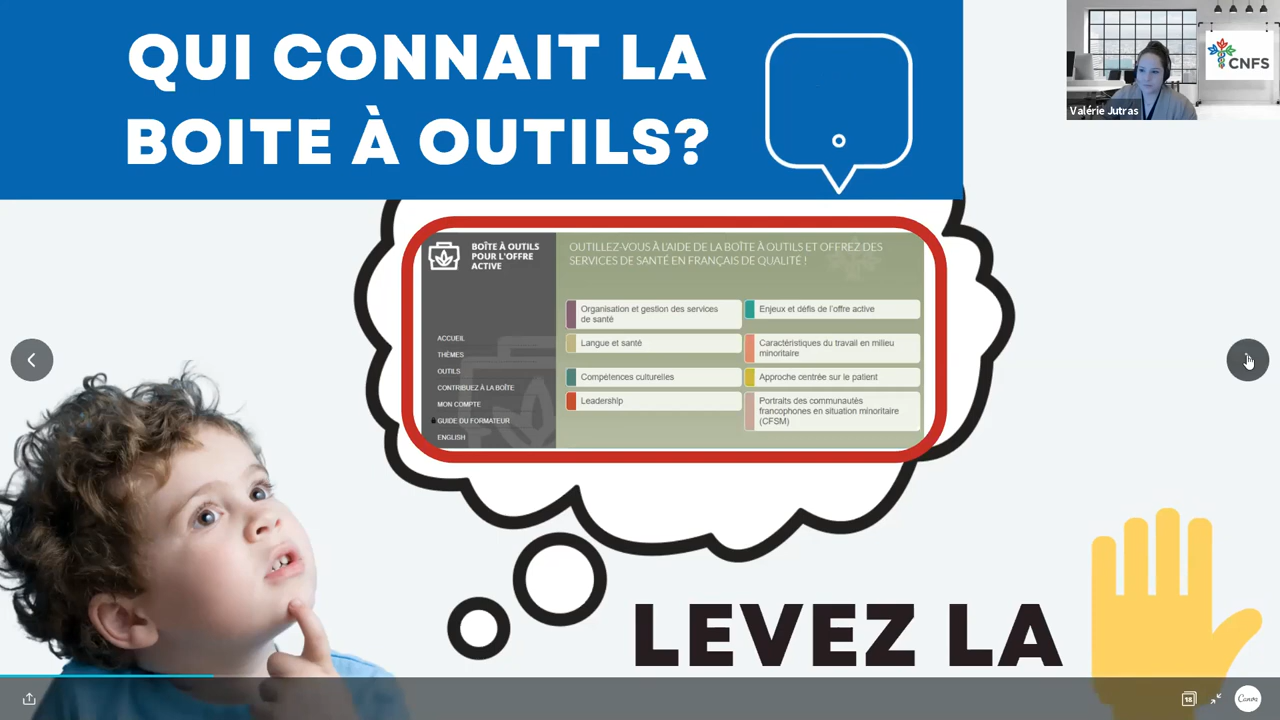 QUI CONNAIT LA
BOITE À OUTILS?
CNFS
Valérie Jutras
BOÎTE À OUTILS
POUR L'OFFRE
ACTIVE
OUTILLEZ-VOUS À L'AIDE DE LA BOÎTE À OUTILS ET OFFREZ DES
SERVICES DE SANTÉ EN FRANÇAIS DE QUALITÉ !
Organisation et gestion des services
de santé
Enjeux et défis de l'offre active
Langue et santé
Caractéristiques du travail en milieu
minoritaire
Compétences culturelles
Approche centrée sur le patient
Leadership
Portraits des communautés
francophones en situation minoritaire
(CFSM)
ACCUEIL
THÈMES
OUTILS
CONTRIBUEZ À LA BOÎTE
MON COMPTE
GUIDE DU FORMATEUR
ENGLISH
LEVEZ LA
18
Canva